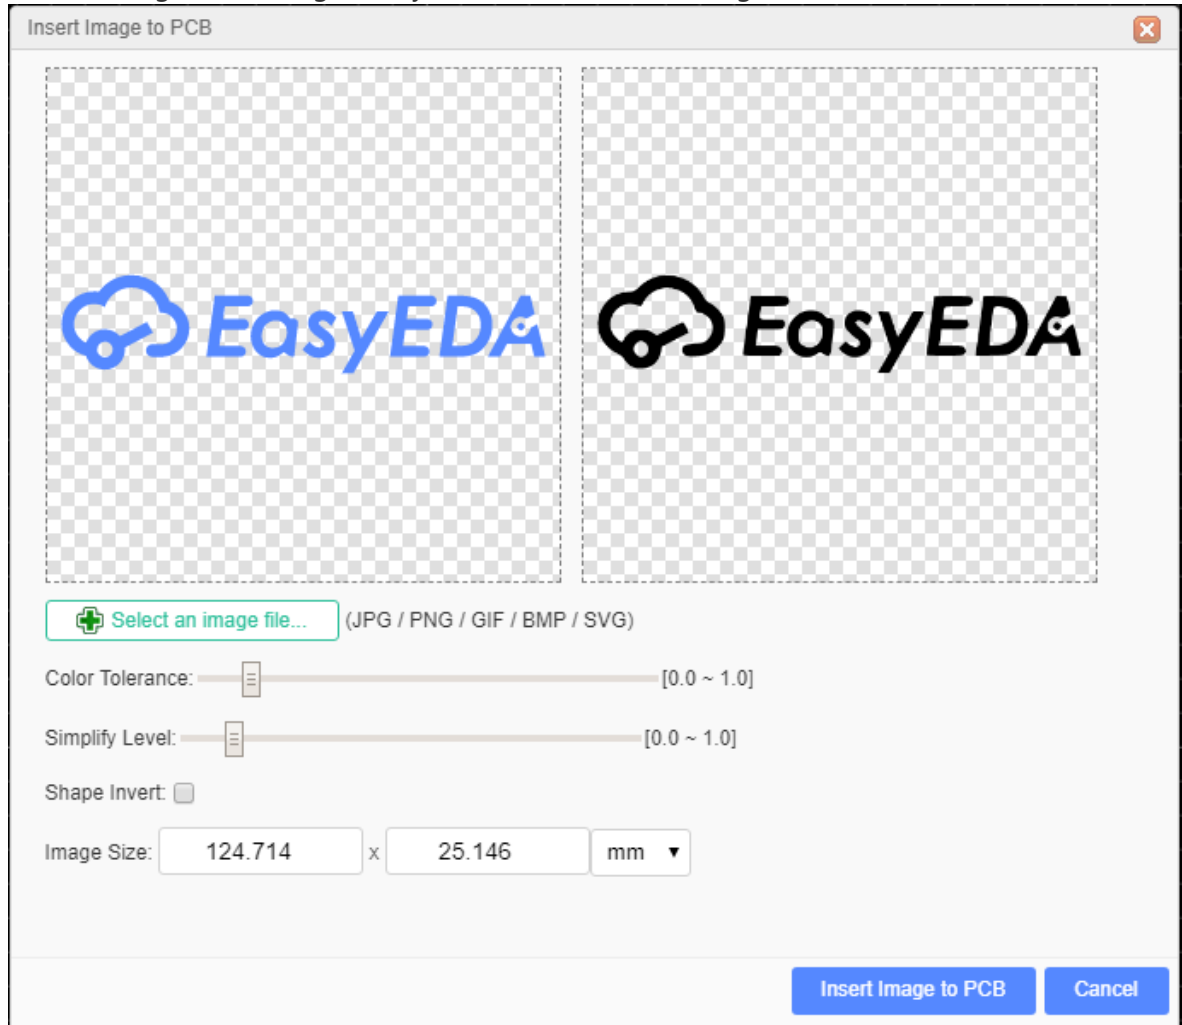 Insert Image to PCB
EasyEDA
EasyEDA
Select an image file... (JPG / PNG / GIF / BMP / SVG)
Color Tolerance: [0.0 ~ 1.0]
Simplify Level: [0.0 ~ 1.0]
Shape Invert:
Image Size: 124.714 x 25.146 mm
Insert Image to PCB Cancel